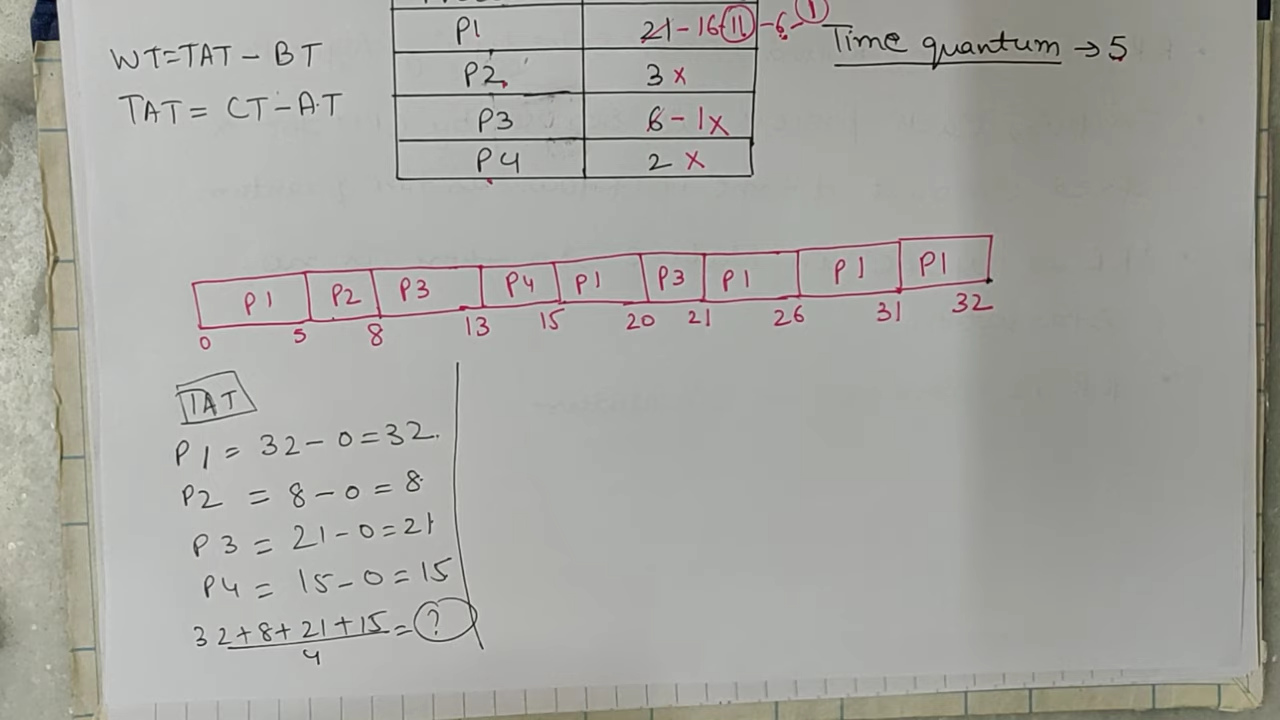 P1 21-16-11-6-1
WT=TAT-BT
Time quantum → 5
P2 3 x
TAT = CT-A.T
P3 6-1x
P4 2 x
P1 P2 P3 P4 P1 P3 P1 P1 P1
0 5 8 13 15 20 21 26 31 32
TAT
P1 = 32-0=32.
P2 = 8-0=8
P3 = 21-0=21
P4 = 15-0=15
32+8+21+15 = ?
4